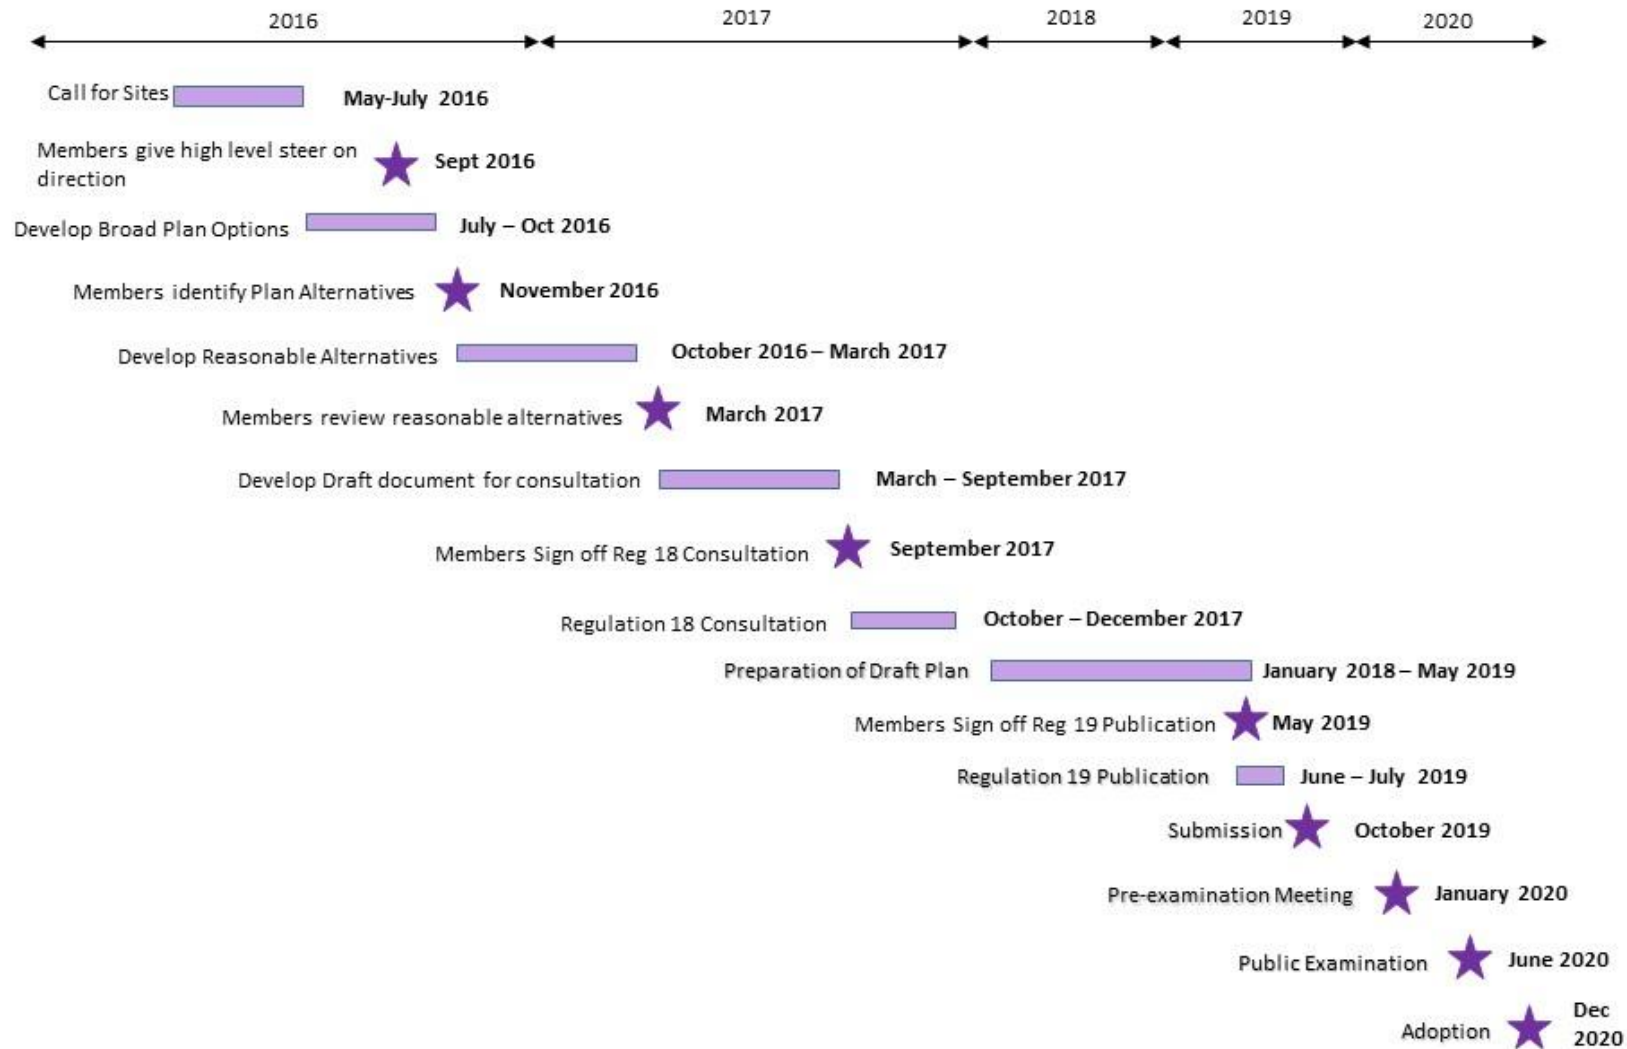 2016 2017 2018 2019 2020
Call for Sites May-July 2016
Members give high level steer on
direction
Sept 2016
Develop Broad Plan Options July – Oct 2016
Members identify Plan Alternatives November 2016
Develop Reasonable Alternatives October 2016 – March 2017
Members review reasonable alternatives March 2017
Develop Draft document for consultation March – September 2017
Members Sign off Reg 18 Consultation September 2017
Regulation 18 Consultation October – December 2017
Preparation of Draft Plan January 2018 – May 2019
Members Sign off Reg 19 Publication May 2019
Regulation 19 Publication June – July 2019
Submission October 2019
Pre-examination Meeting January 2020
Public Examination June 2020
Adoption Dec
2020